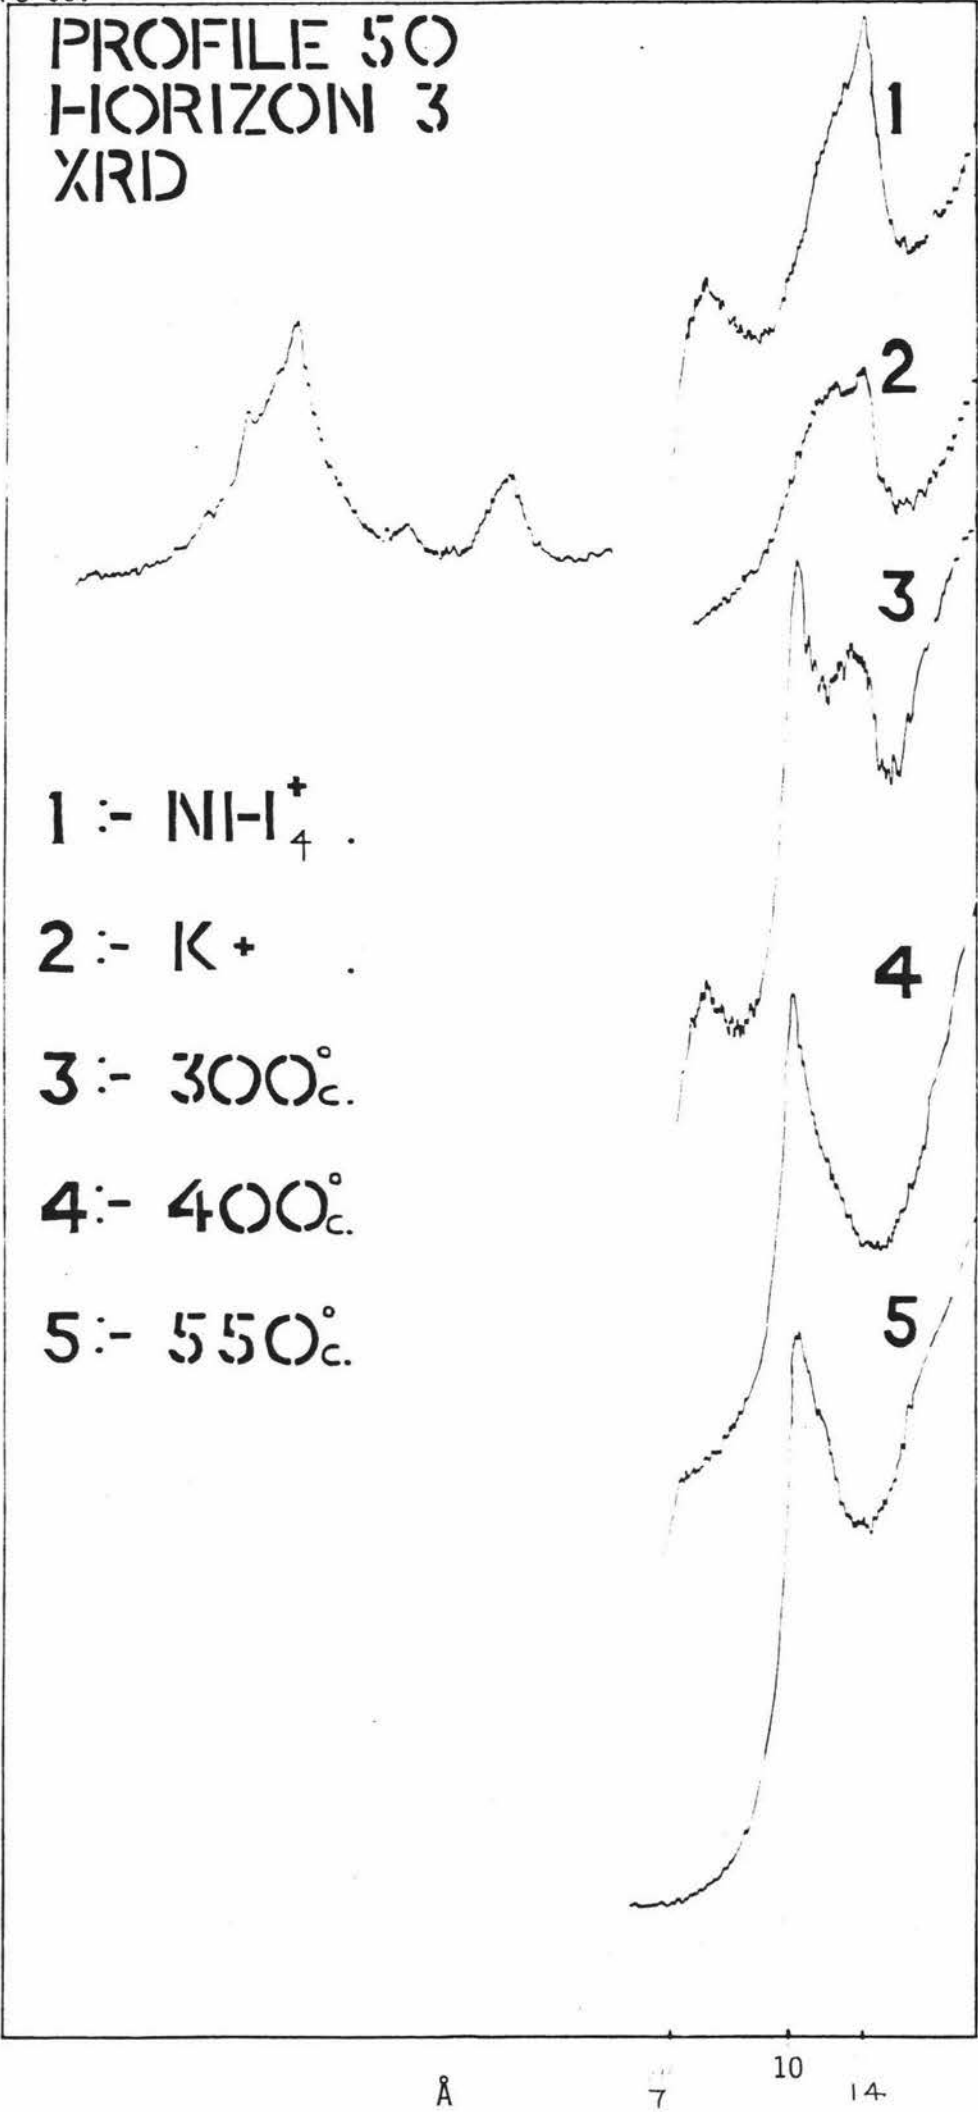 PROFILE 50
HORIZON 3
XRD
1
2
3
4
5
1 :- NH₄⁺ .
2 :- K + .
3 :- 300°c.
4 :- 400°c.
5 :- 550°c.
7 10 14
Å